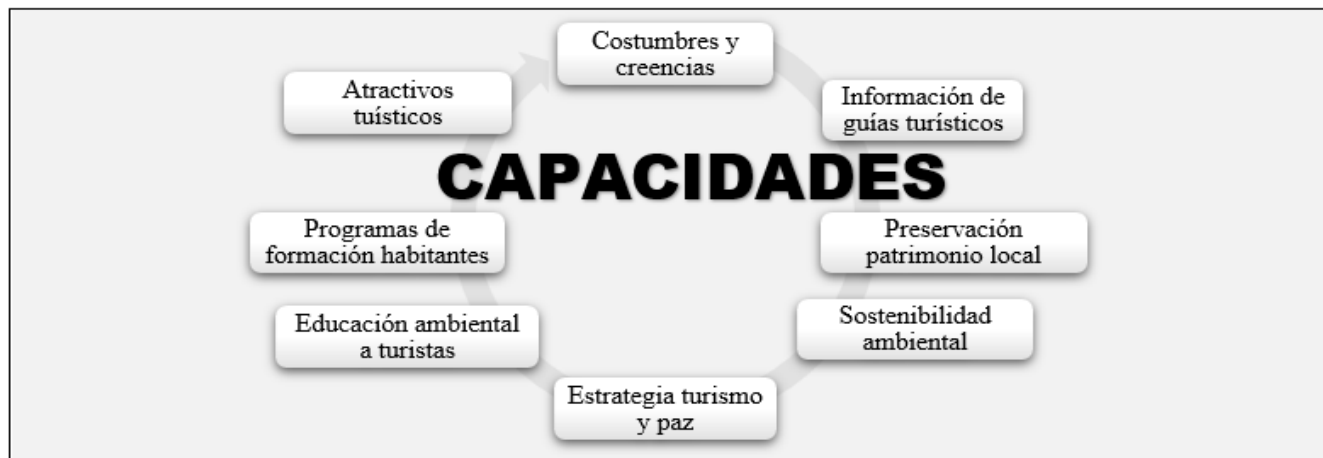 Costumbres y
creencias
Información de
guías turísticos
Preservación
patrimonio local
Sostenibilidad
ambiental
Estrategia turismo
y paz
Educación ambiental
a turistas
Programas de
formación habitantes
Atractivos
tuísticos
CAPACIDADES